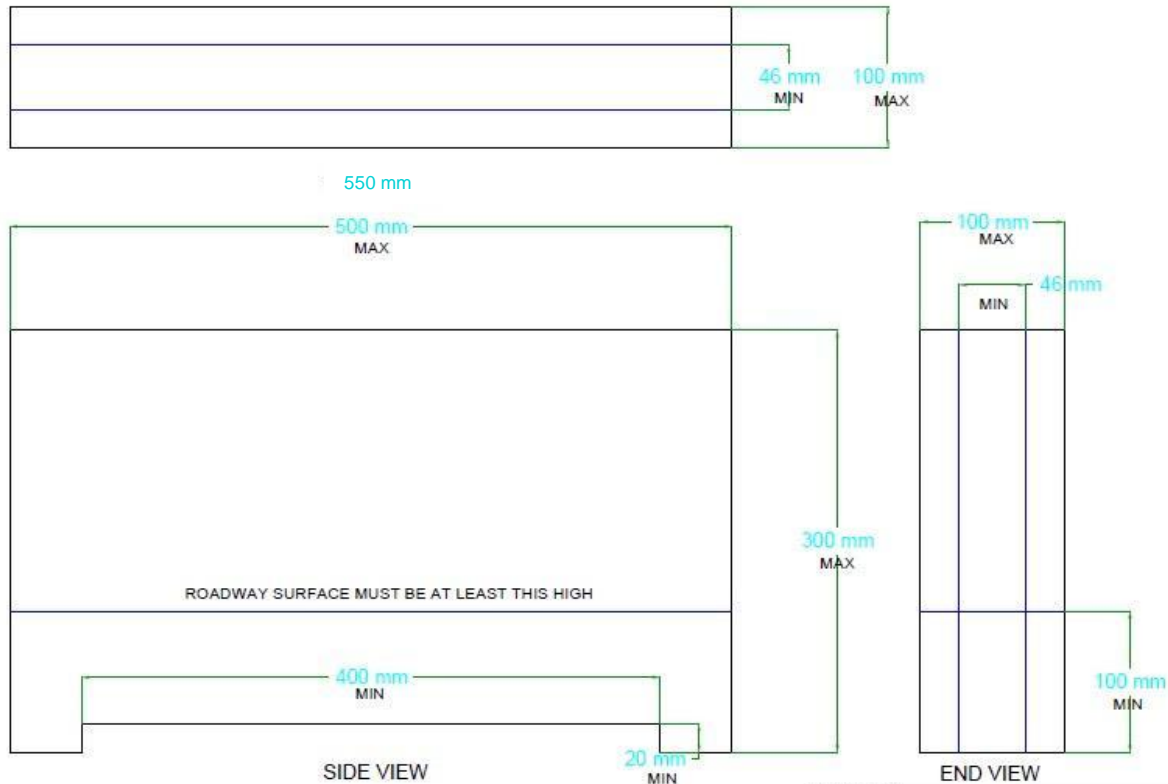 46 mm
MIN
100 mm
MAX
550 mm
500 mm
MAX
100 mm
MAX
46 mm
MIN
300 mm
MAX
ROADWAY SURFACE MUST BE AT LEAST THIS HIGH
400 mm
MIN
100 mm
MIN
20 mm
MIN
SIDE VIEW
END VIEW